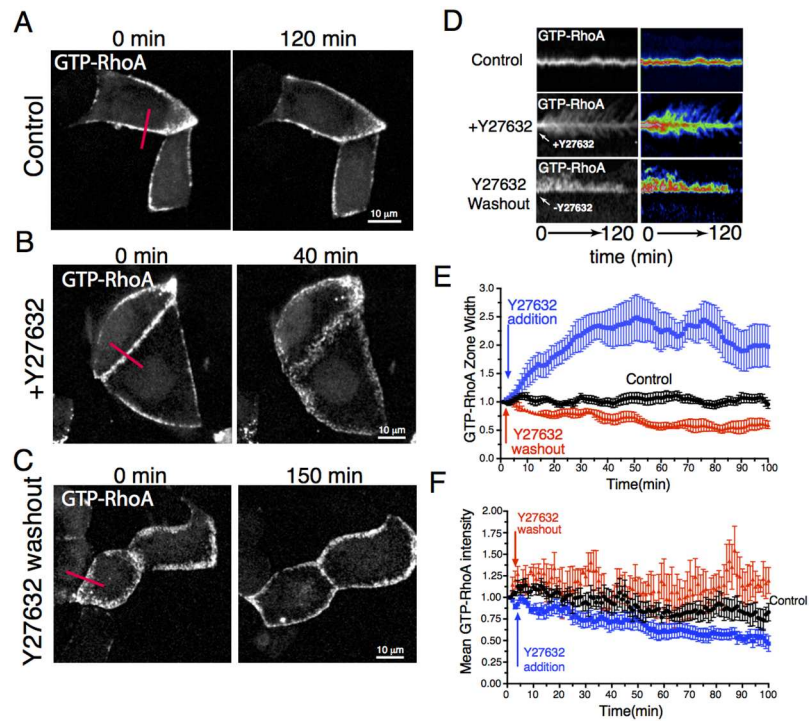 A
0 min
120 min
GTP-RhoA
Control
10 μm
B
0 min
40 min
GTP-RhoA
+Y27632
10 μm
C
0 min
150 min
GTP-RhoA
Y27632 washout
10 μm
D
GTP-RhoA
Control
GTP-RhoA
+Y27632
+Y27632
GTP-RhoA
Y27632
Washout
-Y27632
0 120 0 120
time (min)
E
GTP-RhoA Zone Width
3.0
2.5
2.0
1.5
1.0
0.5
0.0
Y27632
addition
Control
Y27632
washout
0 10 20 30 40 50 60 70 80 90 100
Time(min)
F
Mean GTP-RhoA intensity
2.00
1.75
1.50
1.25
1.00
0.75
0.50
0.25
0.00
Y27632
washout
Control
Y27632
addition
0 10 20 30 40 50 60 70 80 90 100
Time(min)